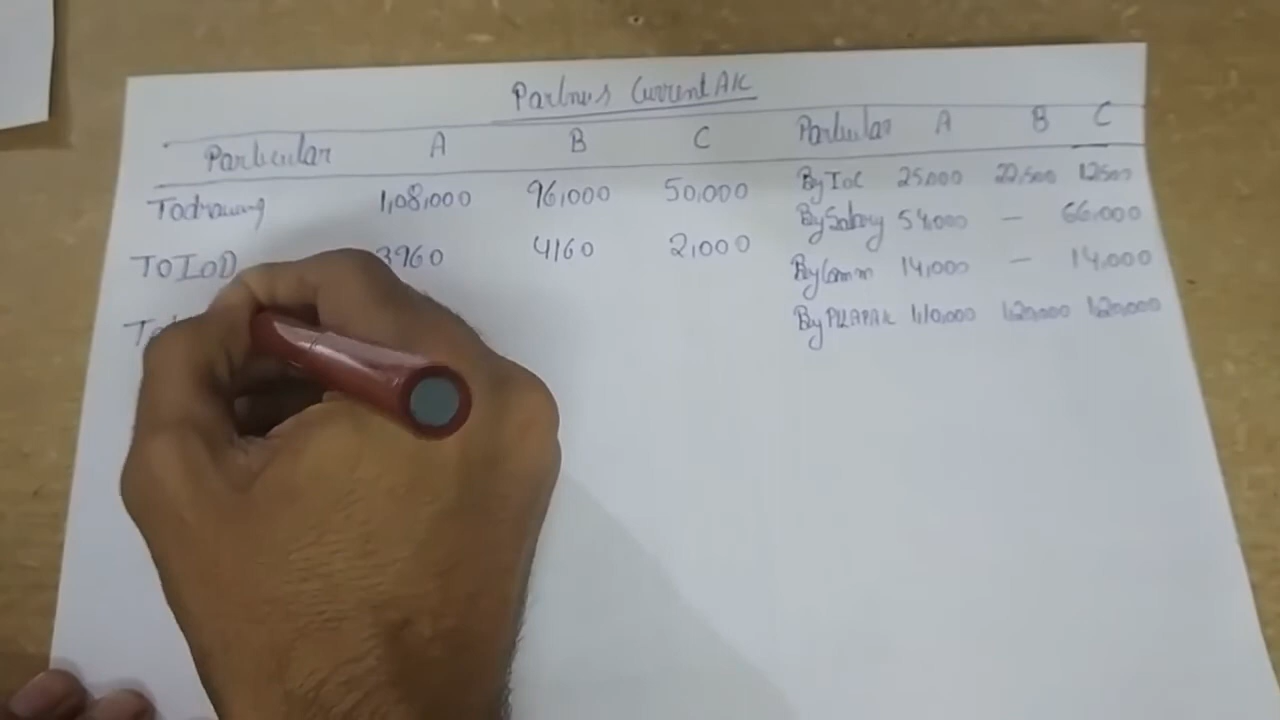 Partners Current A/c
Particular A B C Particular A B C
To drawing 1,08,000 96,000 50,000 By IoC 25,000 22,500 12,500
By Salary 54,000 — 66,000
TO IOD 3960 4160 2,000 By Comm 14,000 — 14,000
To By P/L APP A/c 1,10,000 1,20,000 1,20,000